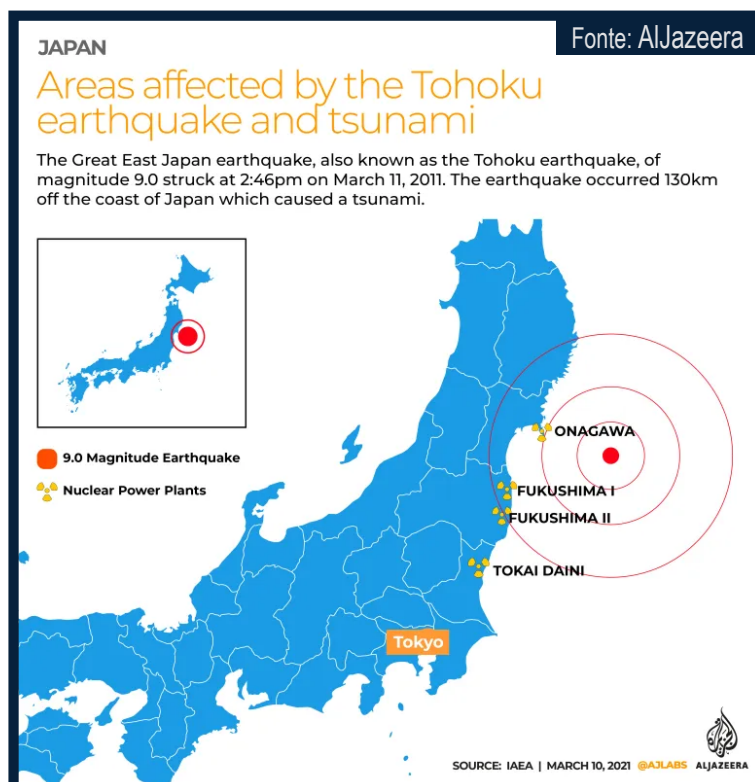 Fonte: AlJazeera
JAPAN
Areas affected by the Tohoku
earthquake and tsunami
The Great East Japan earthquake, also known as the Tohoku earthquake, of
magnitude 9.0 struck at 2:46pm on March 11, 2011. The earthquake occurred 130km
off the coast of Japan which caused a tsunami.
9.0 Magnitude Earthquake
Nuclear Power Plants
ONAGAWA
FUKUSHIMA I
FUKUSHIMA II
TOKAI DAINI
Tokyo
SOURCE: IAEA | MARCH 10, 2021 @AJLABS ALJAZEERA